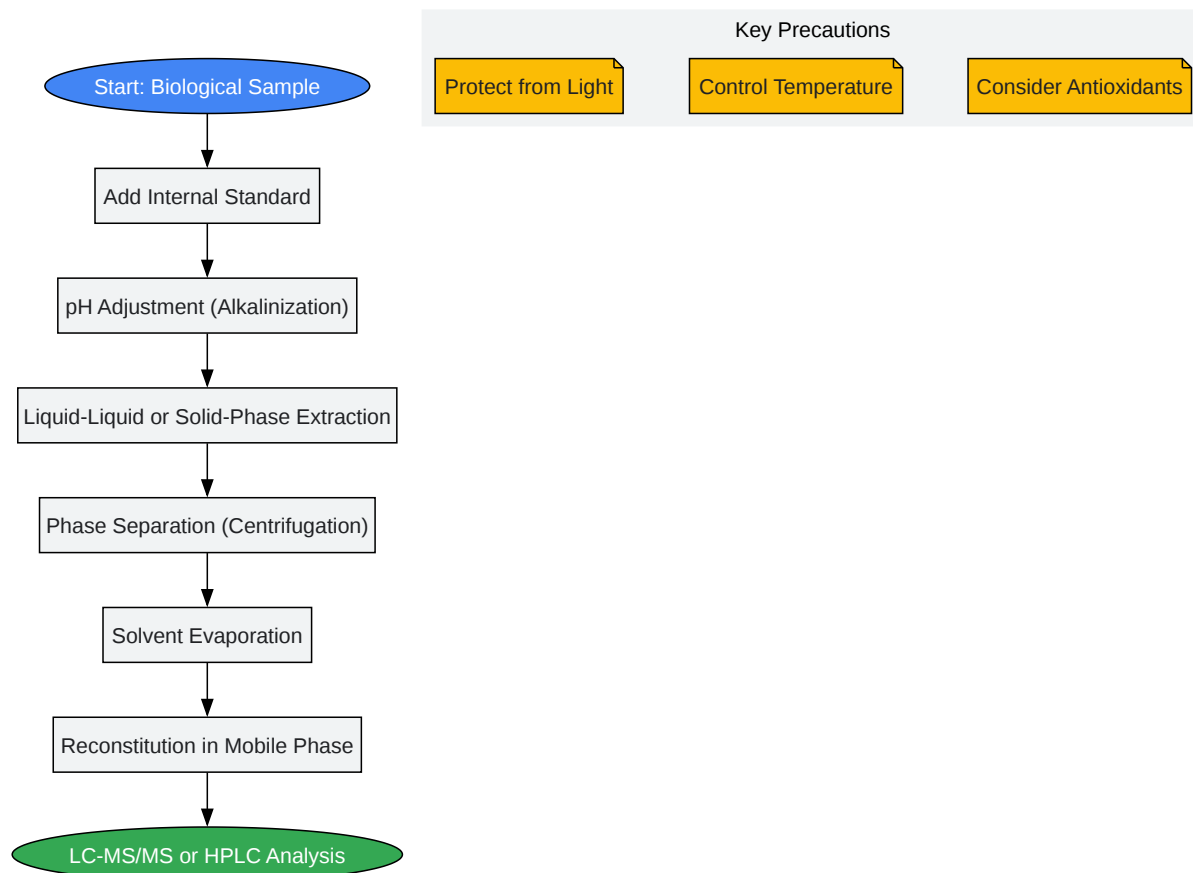 Key Precautions
Start: Biological Sample
Protect from Light
Control Temperature
Consider Antioxidants
Add Internal Standard
pH Adjustment (Alkalinization)
Liquid-Liquid or Solid-Phase Extraction
Phase Separation (Centrifugation)
Solvent Evaporation
Reconstitution in Mobile Phase
LC-MS/MS or HPLC Analysis